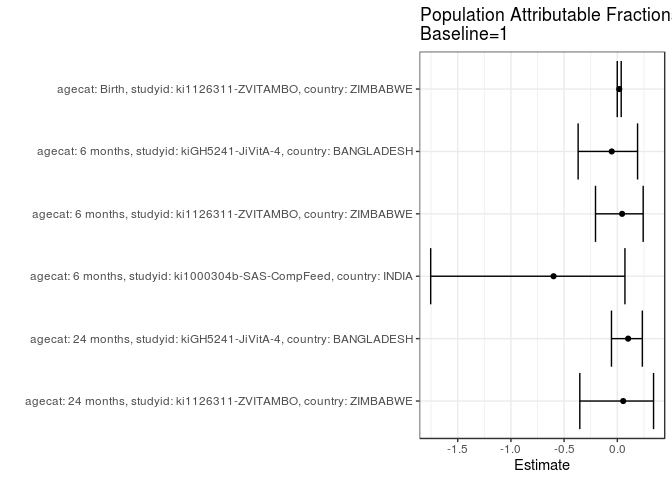 Population Attributable Fraction
Baseline=1
agecat: Birth, studyid: ki1126311-ZVITAMBO, country: ZIMBABWE
agecat: 6 months, studyid: kiGH5241-JiVitA-4, country: BANGLADESH
agecat: 6 months, studyid: ki1126311-ZVITAMBO, country: ZIMBABWE
agecat: 6 months, studyid: ki1000304b-SAS-CompFeed, country: INDIA
agecat: 24 months, studyid: kiGH5241-JiVitA-4, country: BANGLADESH
agecat: 24 months, studyid: ki1126311-ZVITAMBO, country: ZIMBABWE
-1.5 -1.0 -0.5 0.0
Estimate